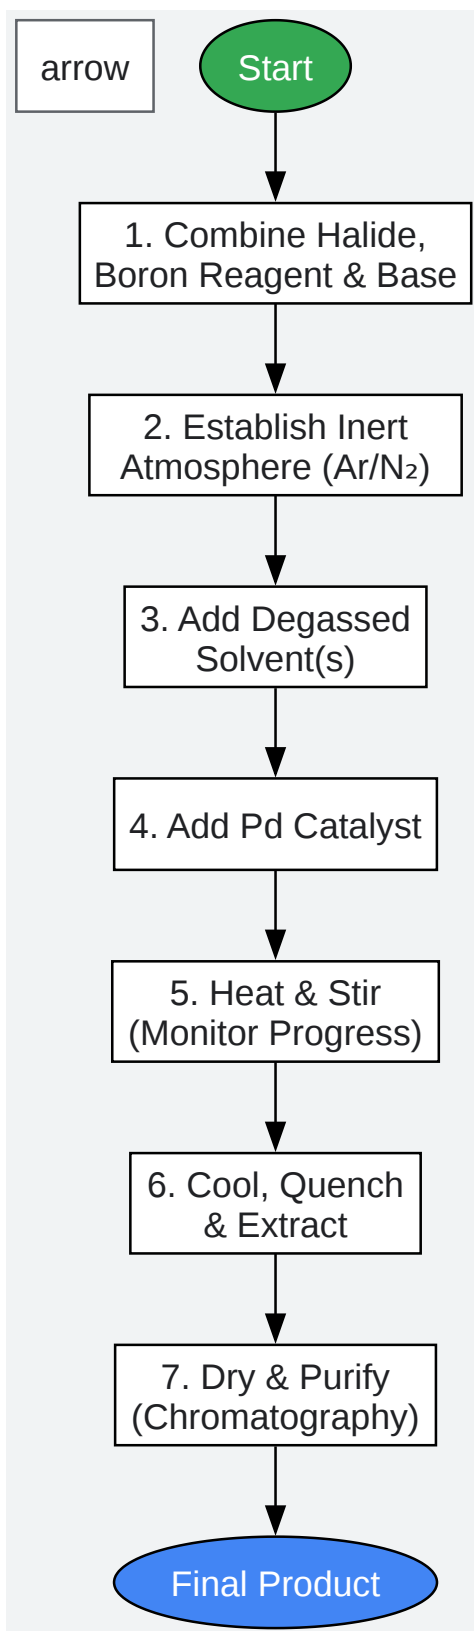 arrow
Start
1. Combine Halide,
Boron Reagent & Base
2. Establish Inert
Atmosphere (Ar/N₂)
3. Add Degassed
Solvent(s)
4. Add Pd Catalyst
5. Heat & Stir
(Monitor Progress)
6. Cool, Quench
& Extract
7. Dry & Purify
(Chromatography)
Final Product